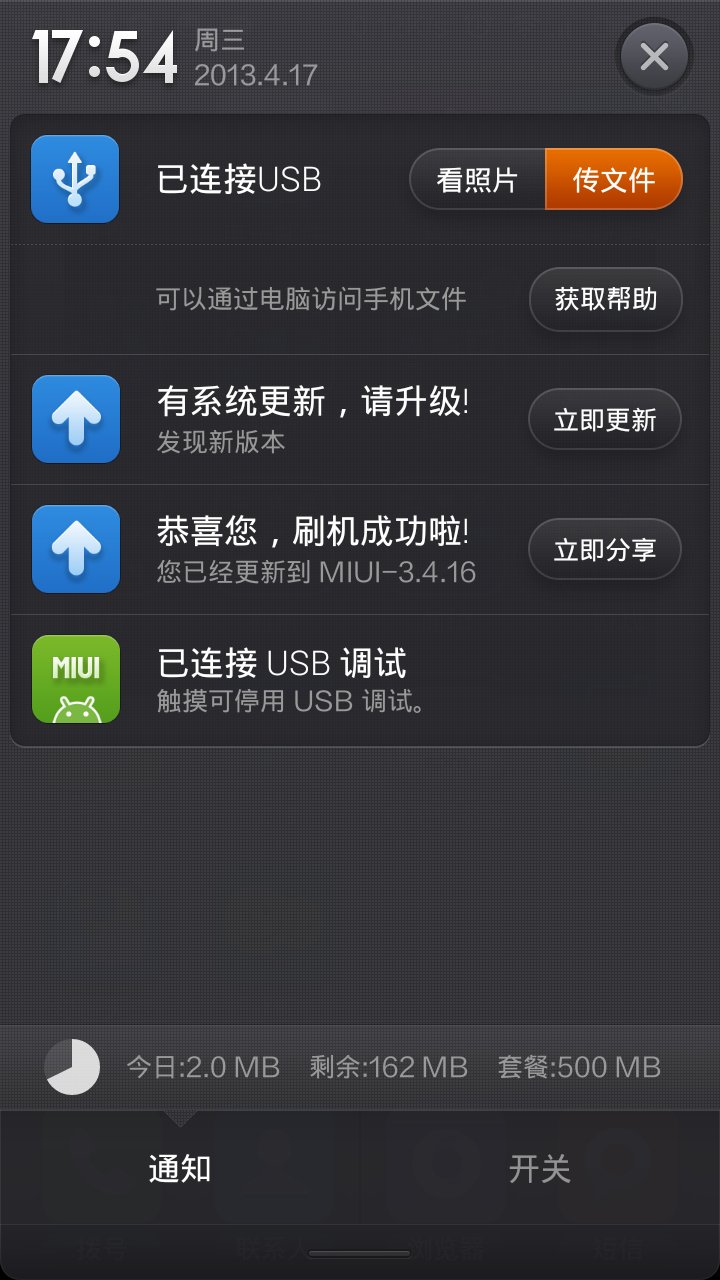 17:54
周三
2013.4.17
已连接USB
看照片
传文件
可以通过电脑访问手机文件
获取帮助
有系统更新，请升级!
发现新版本
立即更新
恭喜您，刷机成功啦!
您已经更新到 MIUI-3.4.16
立即分享
MIUI
已连接 USB 调试
触摸可停用 USB 调试。
今日:2.0 MB 剩余:162 MB 套餐:500 MB
通知
开关
拨号 联系人 浏览器 短信